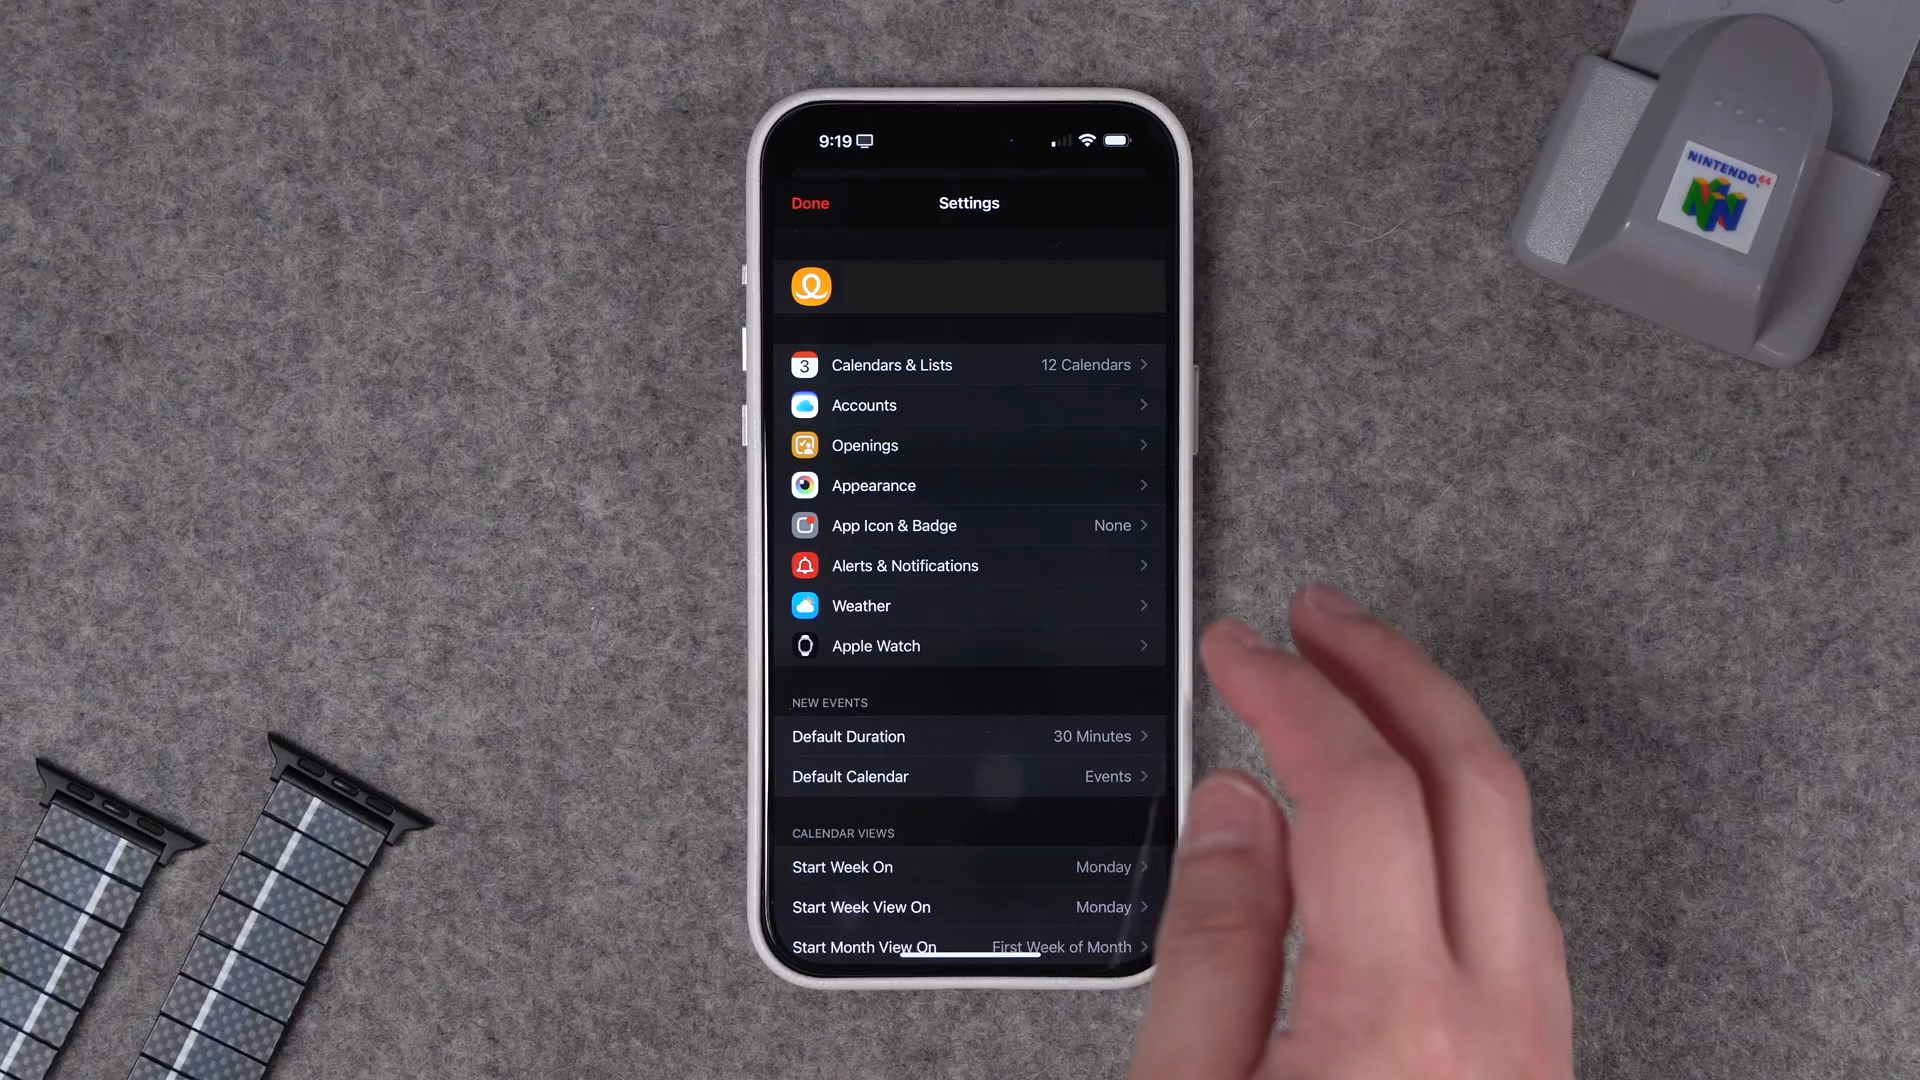 9:19
Done
Settings
3
Calendars & Lists
12 Calendars
Accounts
Openings
Appearance
App Icon & Badge
None
Alerts & Notifications
Weather
Apple Watch
NEW EVENTS
Default Duration
30 Minutes
Default Calendar
Events
CALENDAR VIEWS
Start Week On
Monday
Start Week View On
Monday
Start Month View On
First Week of Month
NINTENDO 64